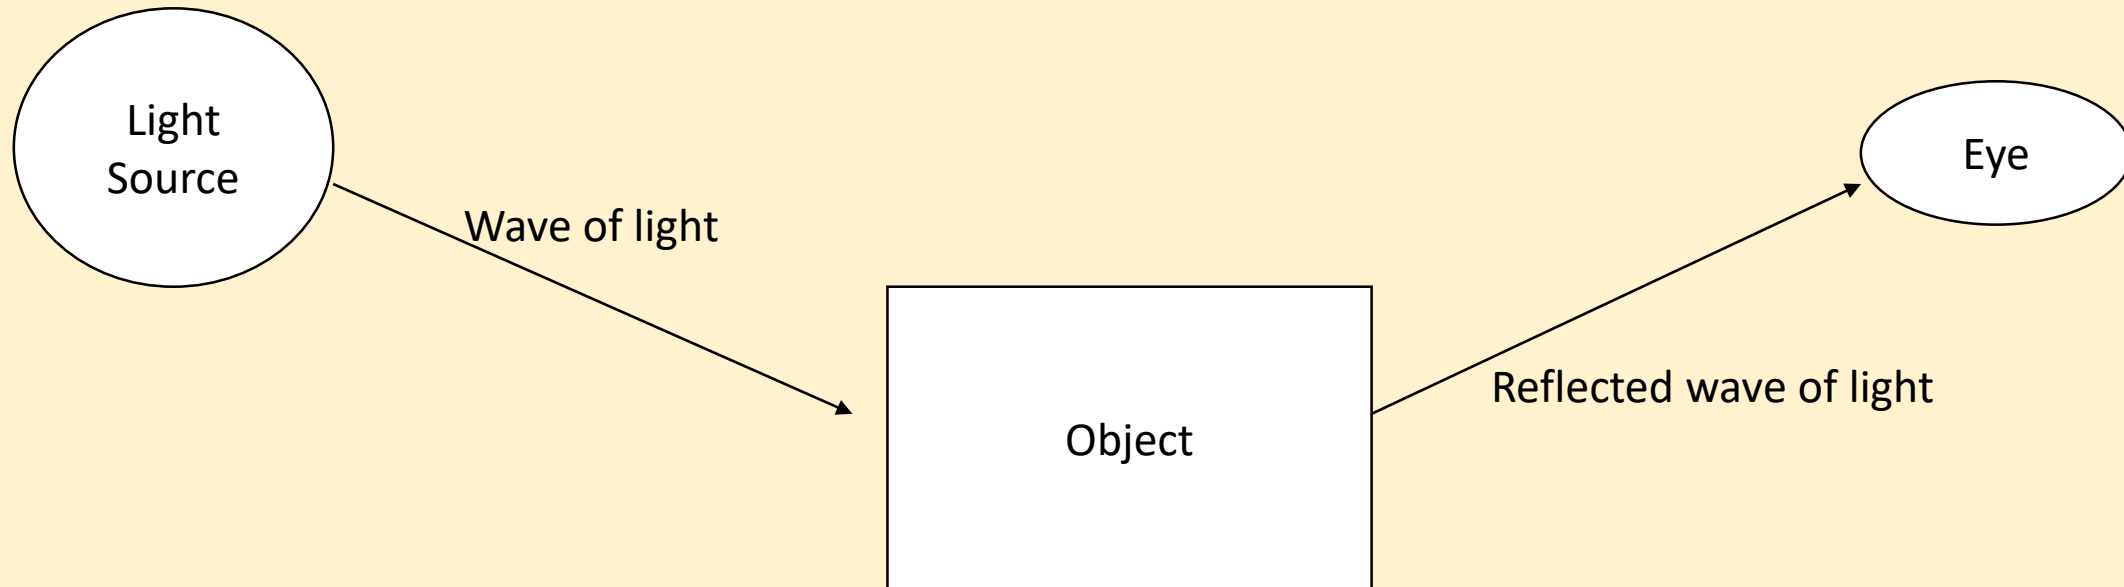 Light
Source
Wave of light
Eye
Reflected wave of light
Object